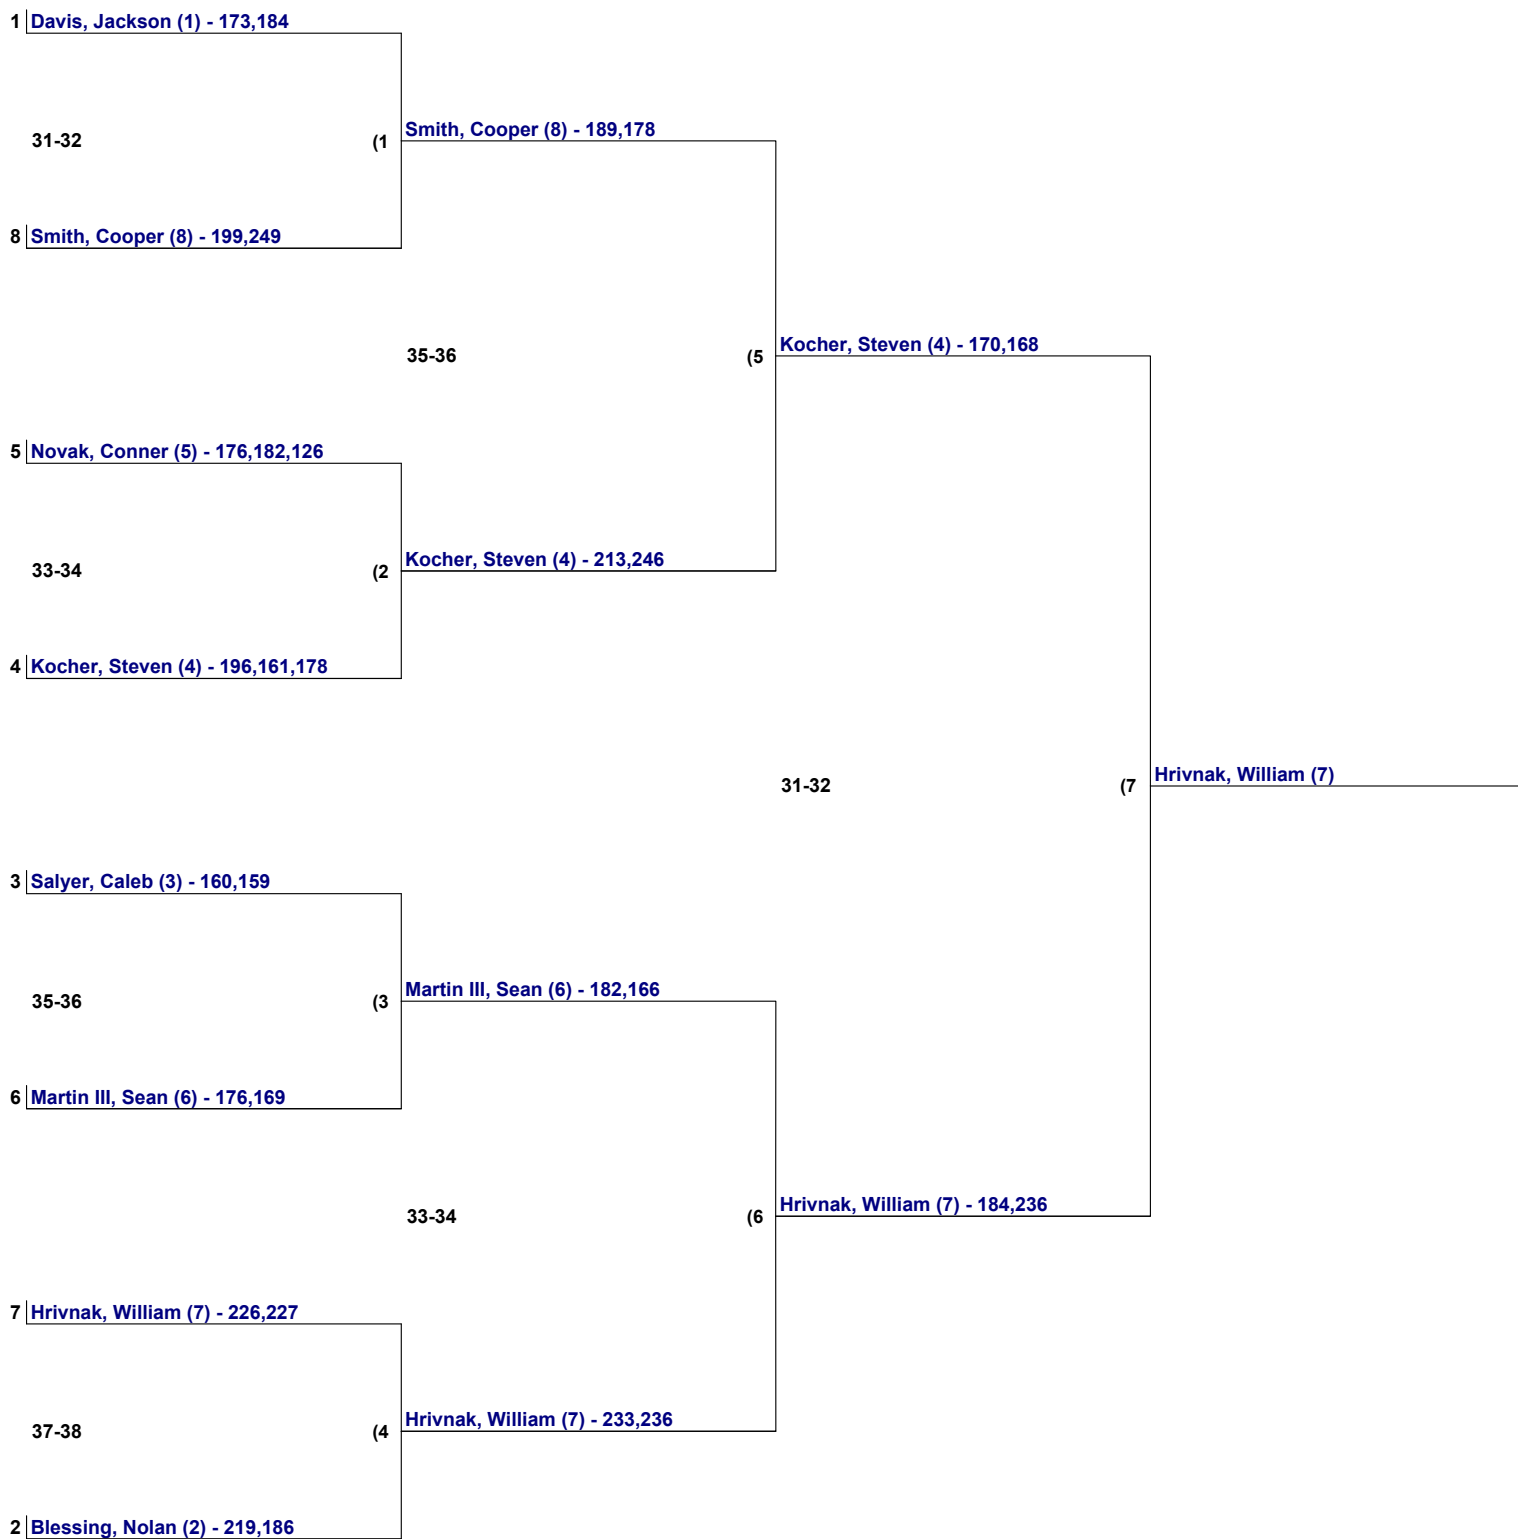 1 Davis, Jackson (1) - 173,184
31-32 (1 Smith, Cooper (8) - 189,178
8 Smith, Cooper (8) - 199,249
35-36 (5 Kocher, Steven (4) - 170,168
5 Novak, Conner (5) - 176,182,126
33-34 (2 Kocher, Steven (4) - 213,246
4 Kocher, Steven (4) - 196,161,178
31-32 (7 Hrivnak, William (7)
3 Salyer, Caleb (3) - 160,159
35-36 (3 Martin III, Sean (6) - 182,166
6 Martin III, Sean (6) - 176,169
33-34 (6 Hrivnak, William (7) - 184,236
7 Hrivnak, William (7) - 226,227
37-38 (4 Hrivnak, William (7) - 233,236
2 Blessing, Nolan (2) - 219,186